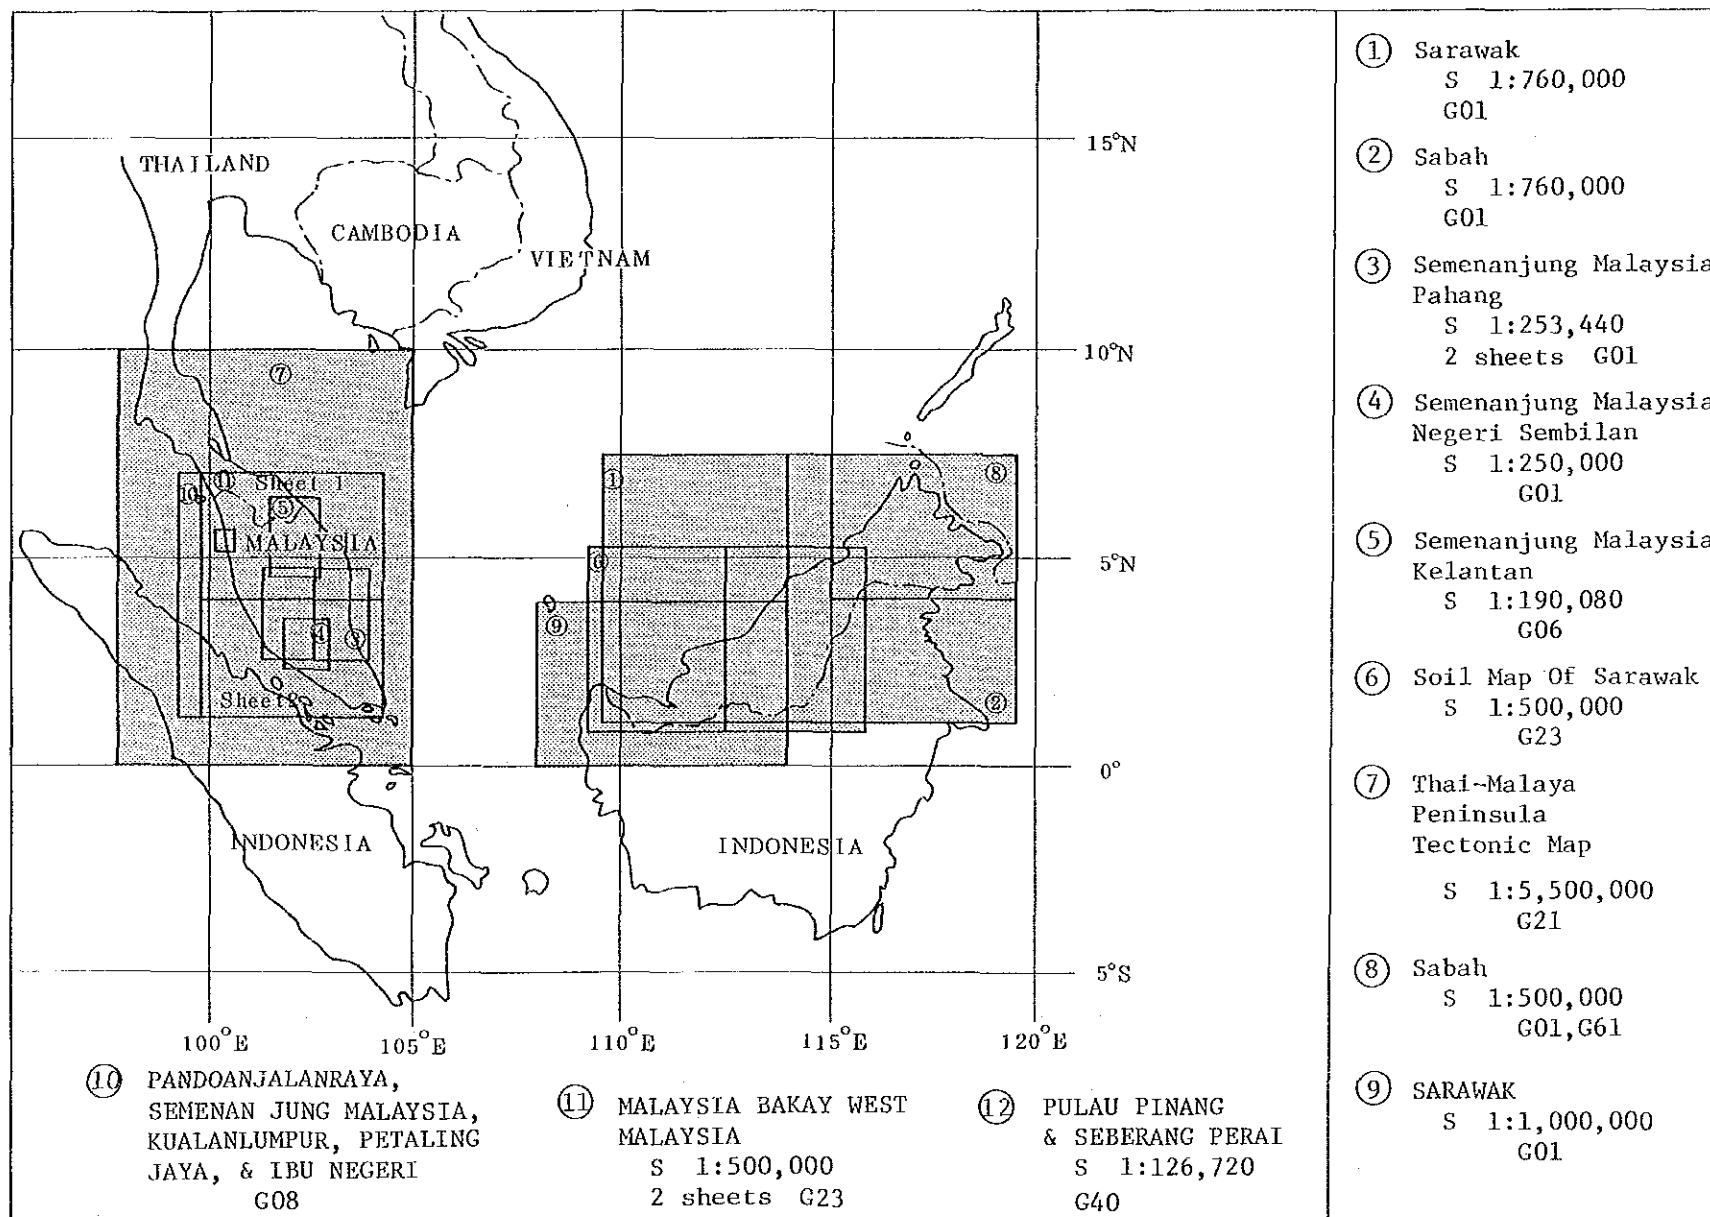 THAILAND
CAMBODIA
VIETNAM
15°N
10°N
5°N
0°
5°S
⑦
⑩
⑪
Sheet 1
⑤
MALAYSIA
④
③
Sheet
①
⑧
⑥
⑨
②
INDONESIA
INDONESIA
100°E
105°E
110°E
115°E
120°E
① Sarawak
S 1:760,000
G01
② Sabah
S 1:760,000
G01
③ Semenanjung Malaysia
Pahang
S 1:253,440
2 sheets G01
④ Semenanjung Malaysia
Negeri Sembilan
S 1:250,000
G01
⑤ Semenanjung Malaysia
Kelantan
S 1:190,080
G06
⑥ Soil Map Of Sarawak
S 1:500,000
G23
⑦ Thai-Malaya
Peninsula
Tectonic Map
S 1:5,500,000
G21
⑧ Sabah
S 1:500,000
G01,G61
⑨ SARAWAK
S 1:1,000,000
G01
⑩ PANDOANJALANRAYA,
SEMENAN JUNG MALAYSIA,
KUALANLUMPUR, PETALING
JAYA, & IBU NEGERI
G08
⑪ MALAYSIA BAKAY WEST
MALAYSIA
S 1:500,000
2 sheets G23
⑫ PULAU PINANG
& SEBERANG PERAI
S 1:126,720
G40